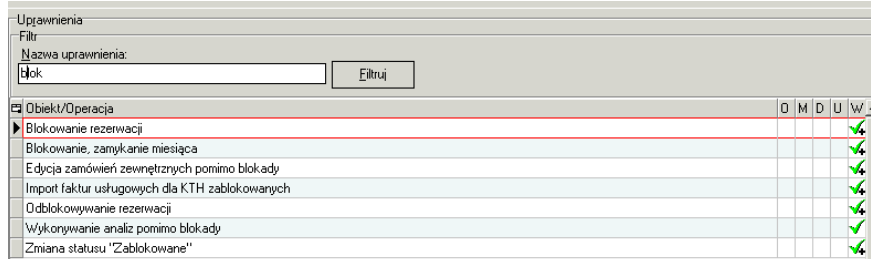 Uprawnienia
Filtr
Nazwa uprawnienia:
blok
Filtruj
Obiekt/Operacja O M D U W
Blokowanie rezerwacji
Blokowanie, zamykanie miesiąca
Edycja zamówień zewnętrznych pomimo blokady
Import faktur usługowych dla KTH zablokowanych
Odblokowywanie rezerwacji
Wykonywanie analiz pomimo blokady
Zmiana statusu "Zablokowane"